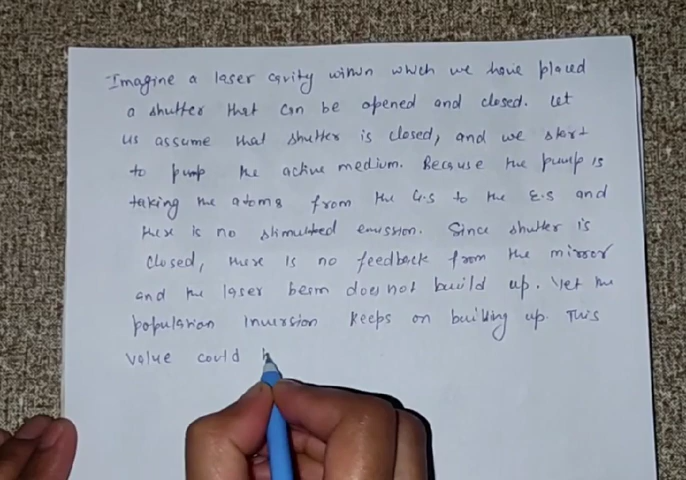 Imagine a laser cavity within which we have placed
a shutter that can be opened and closed. Let
us assume that shutter is closed, and we start
to pump the active medium. Because the pump is
taking the atoms from the G.S to the E.S and
there is no stimulated emission. Since shutter is
closed, there is no feedback from the mirror
and the laser beam does not build up. Yet the
population inversion keeps on building up. This
value could